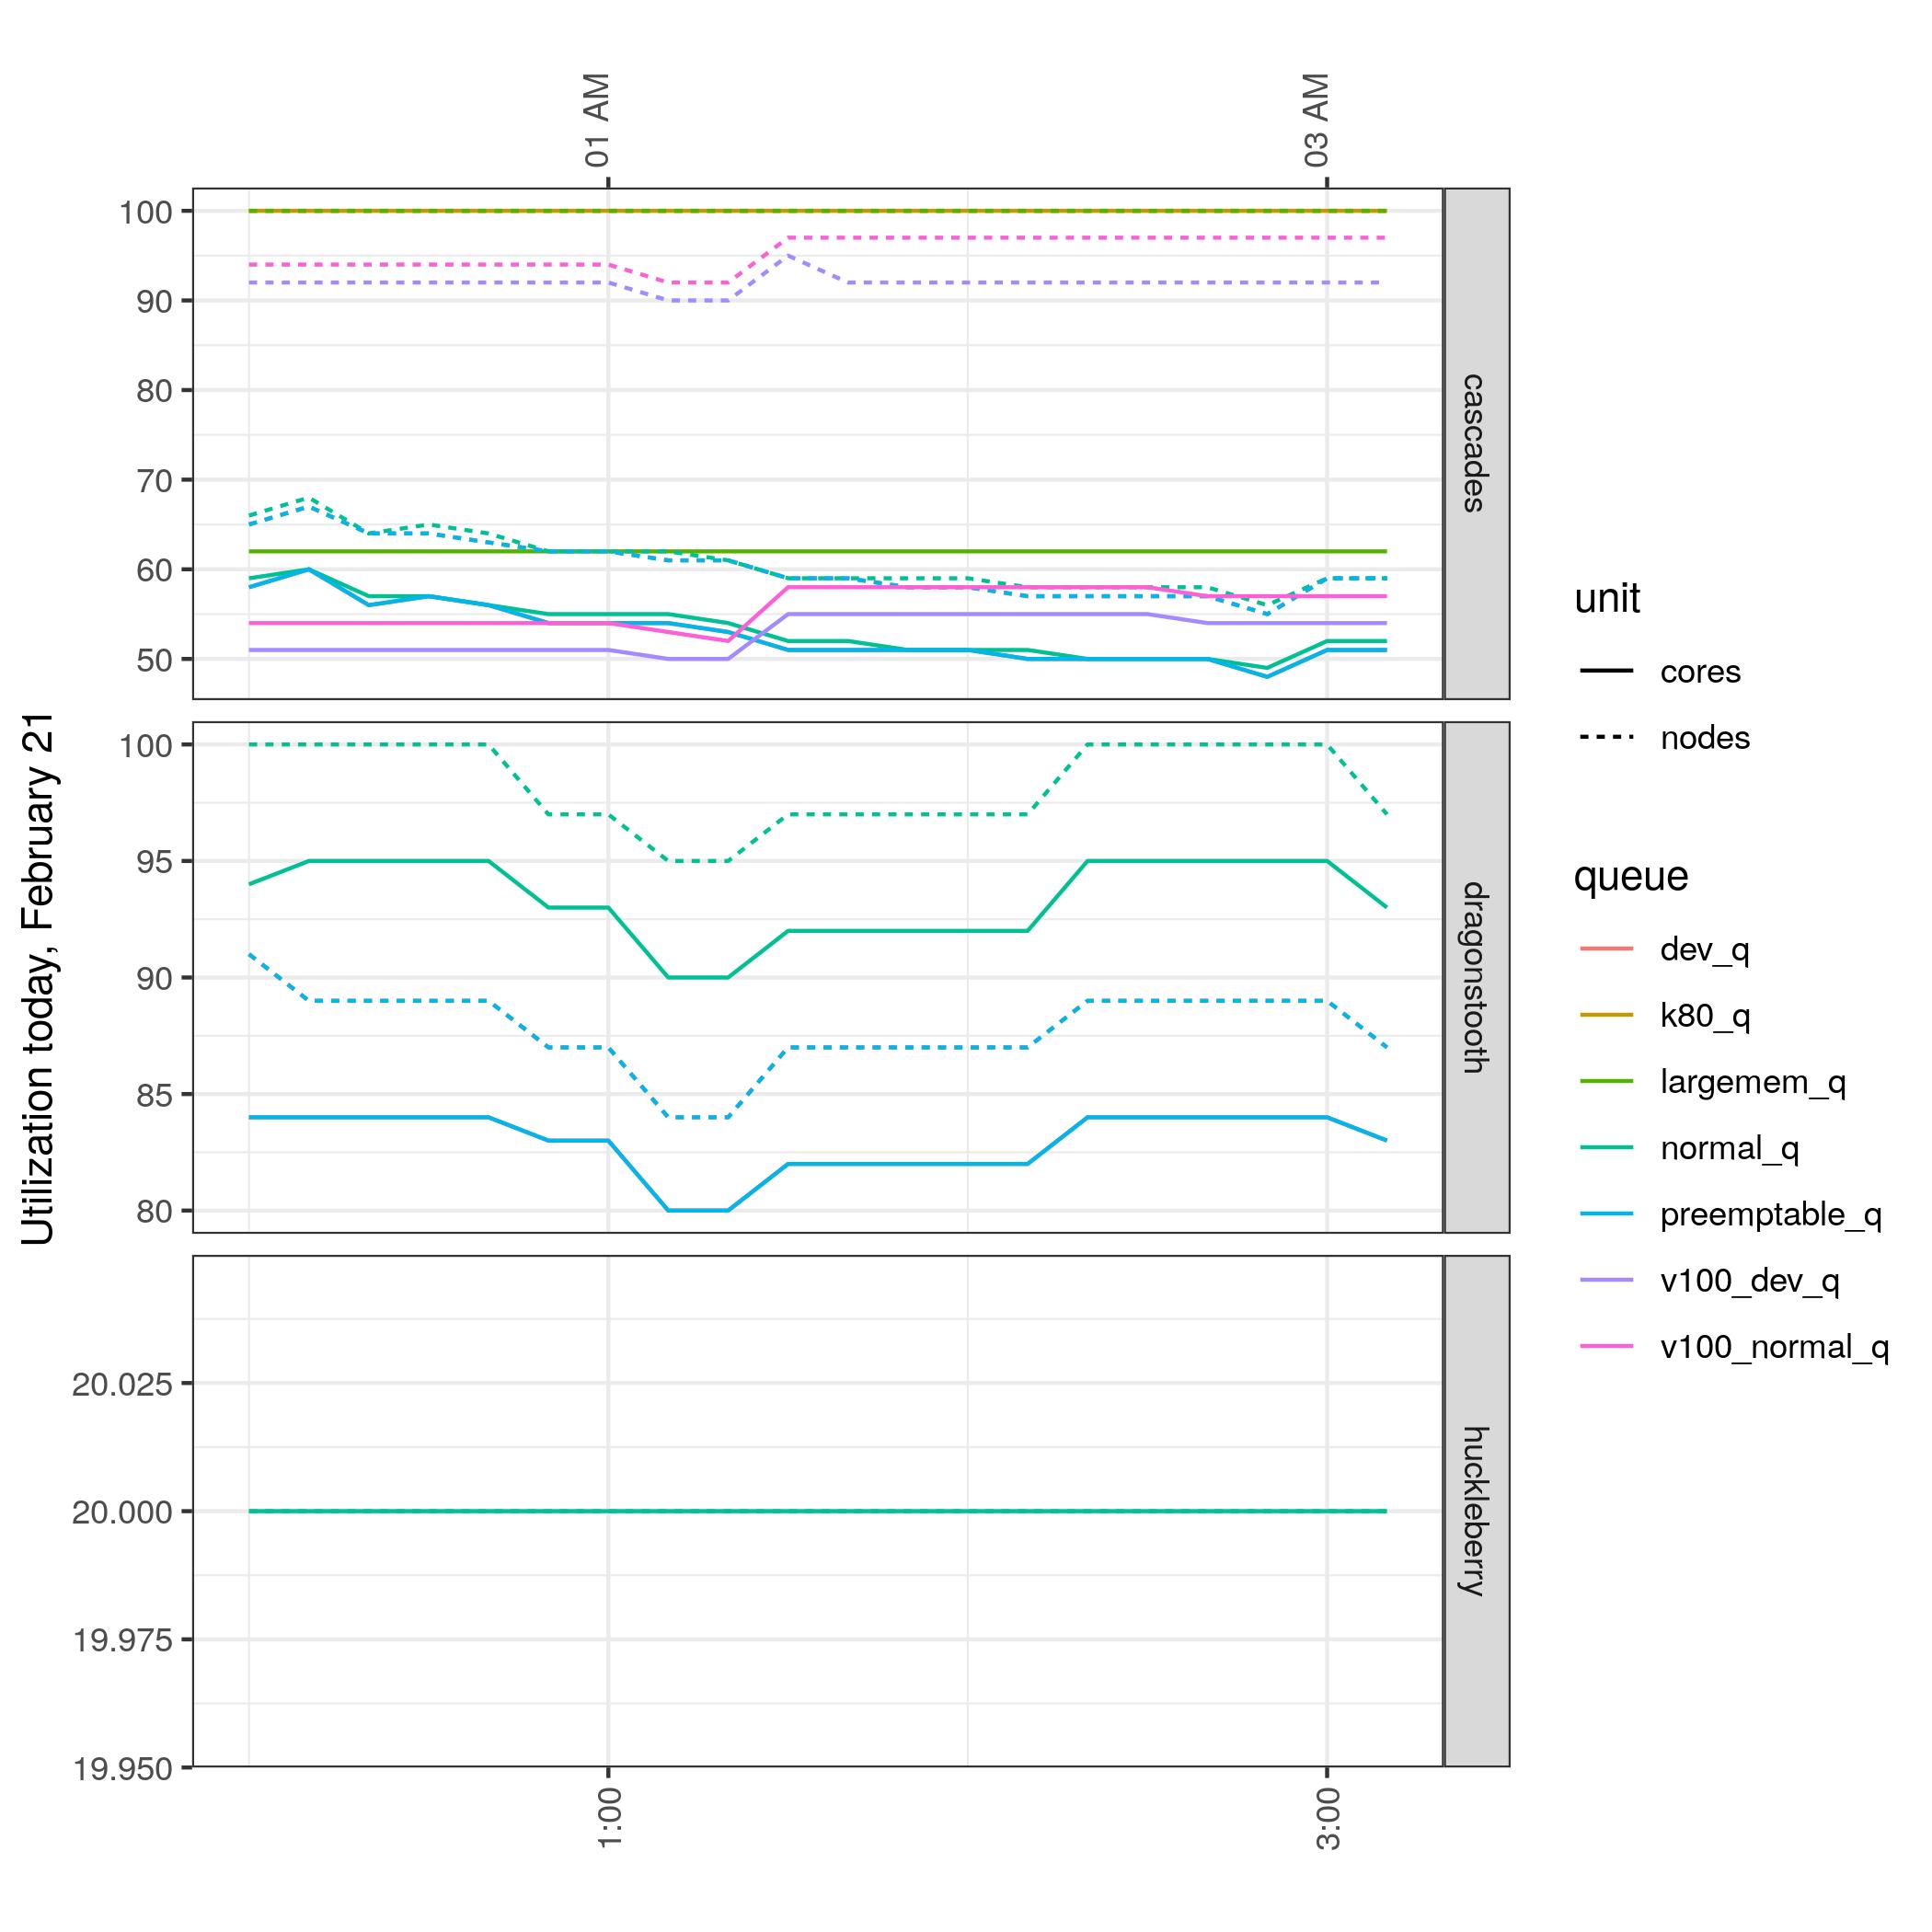 01 AM
03 AM
100
90
80
70
60
50
cascades
100
95
90
85
80
dragonstooth
20.025
20.000
19.975
19.950
huckleberry
1:00
3:00
Utilization today, February 21
unit
cores
nodes
queue
dev_q
k80_q
largemem_q
normal_q
preemptable_q
v100_dev_q
v100_normal_q